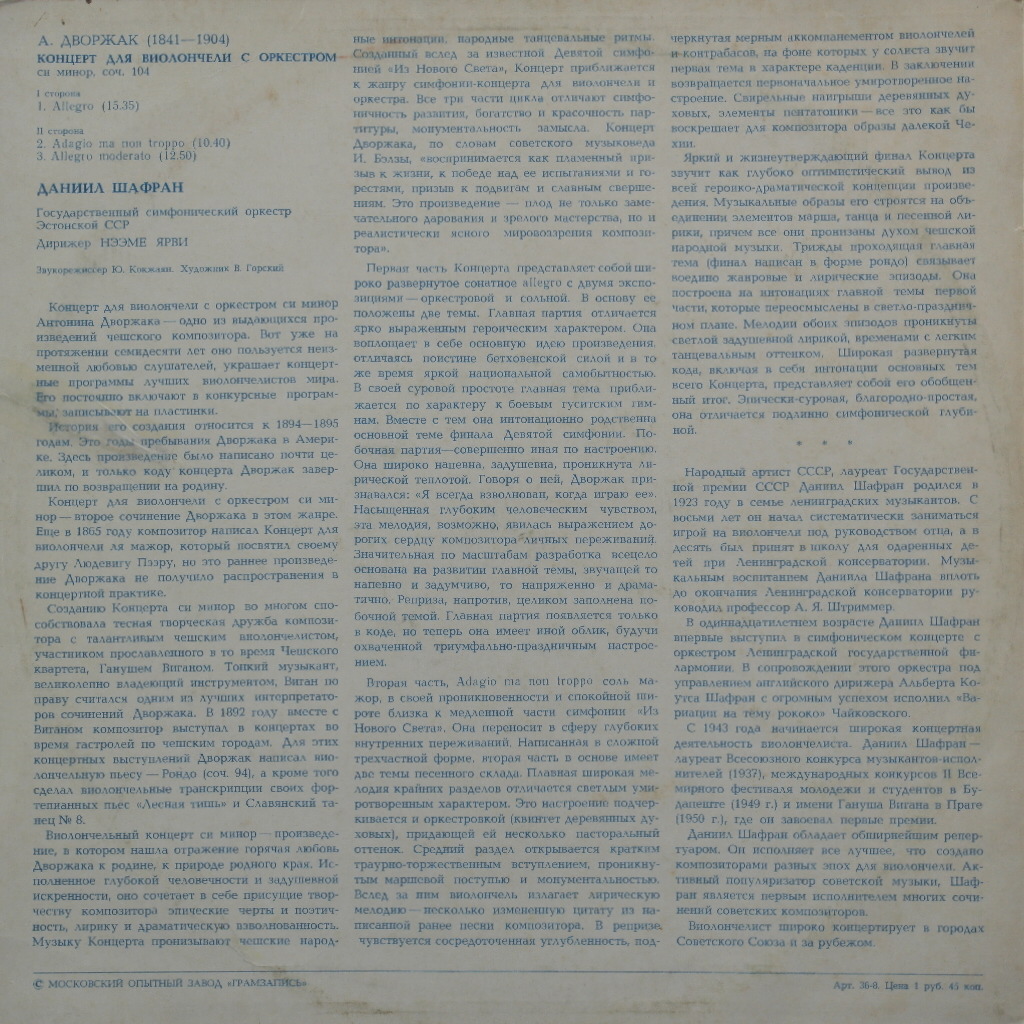 А. ДВОРЖАК (1841—1904)
КОНЦЕРТ ДЛЯ ВИОЛОНЧЕЛИ С ОРКЕСТРОМ
си минор, соч. 104
I сторона
1. Allegro (15.35)
II сторона
2. Adagio ma non troppo (10.40)
3. Allegro moderato (12.50)
ДАНИИЛ ШАФРАН
Государственный симфонический оркестр
Эстонской ССР
Дирижер НЭЭМЕ ЯРВИ
Звукорежиссер Ю. Кокжаян. Художник В. Горский
Концерт для виолончели с оркестром си минор
Антонина Дворжака — одно из выдающихся про-
изведений чешского композитора. Вот уже на
протяжении семидесяти лет оно пользуется неиз-
менной любовью слушателей, украшает концерт-
ные программы лучших виолончелистов мира.
Его постоянно включают в конкурсные програм-
мы, записывают на пластинки.
История его создания относится к 1894—1895
годам. Это годы пребывания Дворжака в Амери-
ке. Здесь произведение было написано почти це-
ликом, и только коду концерта Дворжак завер-
шил по возвращении на родину.
Концерт для виолончели с оркестром си ми-
нор — второе сочинение Дворжака в этом жанре.
Еще в 1865 году композитор написал Концерт для
виолончели ля мажор, который посвятил своему
другу Людевигу Пээру, но это раннее произведе-
ние Дворжака не получило распространения в
концертной практике.
Созданию Концерта си минор во многом спо-
собствовала тесная творческая дружба компози-
тора с талантливым чешским виолончелистом,
участником прославленного в то время Чешского
квартета, Ганушем Виганом. Тонкий музыкант,
великолепно владеющий инструментом, Виган по
праву считался одним из лучших интерпретато-
ров сочинений Дворжака. В 1892 году вместе с
Виганом композитор выступал в концертах во
время гастролей по чешским городам. Для этих
концертных выступлений Дворжак написал вио-
лончельную пьесу — Рондо (соч. 94), а кроме того
сделал виолончельные транскрипции своих фор-
тепианных пьес «Лесная тишь» и Славянский та-
нец № 8.
Виолончельный концерт си минор — произведе-
ние, в котором нашла отражение горячая любовь
Дворжака к родине, к природе родного края. Ис-
полненное глубокой человечности и задушевной
искренности, оно сочетает в себе присущие твор-
честву композитора эпические черты и поэтич-
ность, лирику и драматическую взволнованность.
Музыку Концерта пронизывают чешские народ-
ные интонации, народные танцевальные ритмы.
Созданный вслед за известной Девятой симфо-
нией «Из Нового Света», Концерт приближается
к жанру симфонии-концерта для виолончели и
оркестра. Все три части цикла отличают симфо-
ничность развития, богатство и красочность пар-
титуры, монументальность замысла. Концерт
Дворжака, по словам советского музыковеда
И. Бэлзы, «воспринимается как пламенный при-
зыв к жизни, к победе над ее испытаниями и го-
рестями, призыв к подвигам и славным сверше-
ниям. Это произведение — плод не только заме-
чательного дарования и зрелого мастерства, но и
реалистически ясного мировоззрения компози-
тора».
Первая часть Концерта представляет собой ши-
роко развернутое сонатное allegro с двумя экспо-
зициями — оркестровой и сольной. В основу ее
положены две темы. Главная партия отличается
ярко выраженным героическим характером. Она
воплощает в себе основную идею произведения,
отличаясь поистине бетховенской силой и в то
же время яркой национальной самобытностью.
В своей суровой простоте главная тема прибли-
жается по характеру к боевым гуситским гим-
нам. Вместе с тем она интонационно родственна
основной теме финала Девятой симфонии. По-
бочная партия—совершенно иная по настроению.
Она широко напевна, задушевна, проникнута ли-
рической теплотой. Говоря о ней, Дворжак при-
знавался: «Я всегда взволнован, когда играю ее».
Насыщенная глубоким человеческим чувством,
эта мелодия, возможно, явилась выражением до-
рогих сердцу композитора личных переживаний.
Значительная по масштабам разработка всецело
основана на развитии главной темы, звучащей то
напевно и задумчиво, то напряженно и драма-
тично. Реприза, напротив, целиком заполнена по-
бочной темой. Главная партия появляется только
в коде, но теперь она имеет иной облик, будучи
охваченной триумфально-праздничным настрое-
нием.
Вторая часть, Adagio ma non troppo соль ма-
жор, в своей проникновенности и спокойной ши-
роте близка к медленной части симфонии «Из
Нового Света». Она переносит в сферу глубоких
внутренних переживаний. Написанная в сложной
трехчастной форме, вторая часть в основе имеет
две темы песенного склада. Плавная широкая ме-
лодия крайних разделов отличается светлым уми-
ротворенным характером. Это настроение подчер-
кивается и оркестровкой (квинтет деревянных ду-
ховых), придающей ей несколько пасторальный
оттенок. Средний раздел открывается кратким
траурно-торжественным вступлением, проникну-
тым маршевой поступью и монументальностью.
Вслед за ним виолончель излагает лирическую
мелодию — несколько измененную цитату из на-
писанной ранее песни композитора. В репризе
чувствуется сосредоточенная углубленность, под-
черкнутая мерным аккомпанементом виолончелей
и контрабасов, на фоне которых у солиста звучит
первая тема в характере каденции. В заключении
возвращается первоначальное умиротворенное на-
строение. Свирельные наигрыши деревянных ду-
ховых, элементы пентатоники — все это как бы
воскрешает для композитора образы далекой Че-
хии.
Яркий и жизнеутверждающий финал Концерта
звучит как глубоко оптимистический вывод из
всей героико-драматической концепции произве-
дения. Музыкальные образы его строятся на объ-
единении элементов марша, танца и песенной ли-
рики, причем все они пронизаны духом чешской
народной музыки. Трижды проходящая главная
тема (финал написан в форме рондо) связывает
воедино жанровые и лирические эпизоды. Она
построена на интонациях главной темы первой
части, которые переосмыслены в светло-празднич-
ном плане. Мелодии обоих эпизодов проникнуты
светлой задушевной лирикой, временами с легким
танцевальным оттенком. Широкая развернутая
кода, включая в себя интонации основных тем
всего Концерта, представляет собой его обобщен-
ный итог. Эпически-суровая, благородно-простая,
она отличается подлинно симфонической глуби-
ной.
* * *
Народный артист СССР, лауреат Государствен-
ной премии СССР Даниил Шафран родился в
1923 году в семье ленинградских музыкантов. С
восьми лет он начал систематически заниматься
игрой на виолончели под руководством отца, а в
десять был принят в школу для одаренных де-
тей при Ленинградской консерватории. Музы-
кальным воспитанием Даниила Шафрана вплоть
до окончания Ленинградской консерватории ру-
ководил профессор А. Я. Штриммер.
В одиннадцатилетнем возрасте Даниил Шафран
впервые выступил в симфоническом концерте с
оркестром Ленинградской государственной фи-
лармонии. В сопровождении этого оркестра под
управлением английского дирижера Альберта Ко-
утса Шафран с огромным успехом исполнил «Ва-
риации на тему рококо» Чайковского.
С 1943 года начинается широкая концертная
деятельность виолончелиста. Даниил Шафран —
лауреат Всесоюзного конкурса музыкантов-испол-
нителей (1937), международных конкурсов II Все-
мирного фестиваля молодежи и студентов в Бу-
дапеште (1949 г.) и имени Гануша Вигана в Праге
(1950 г.), где он завоевал первые премии.
Даниил Шафран обладает обширнейшим репер-
туаром. Он исполняет все лучшее, что создано
композиторами разных эпох для виолончели. Ак-
тивный популяризатор советской музыки, Шаф-
ран является первым исполнителем многих сочи-
нений советских композиторов.
Виолончелист широко концертирует в городах
Советского Союза и за рубежом.
© МОСКОВСКИЙ ОПЫТНЫЙ ЗАВОД «ГРАМЗАПИСЬ»
Арт. 36-8. Цена 1 руб. 45 коп.